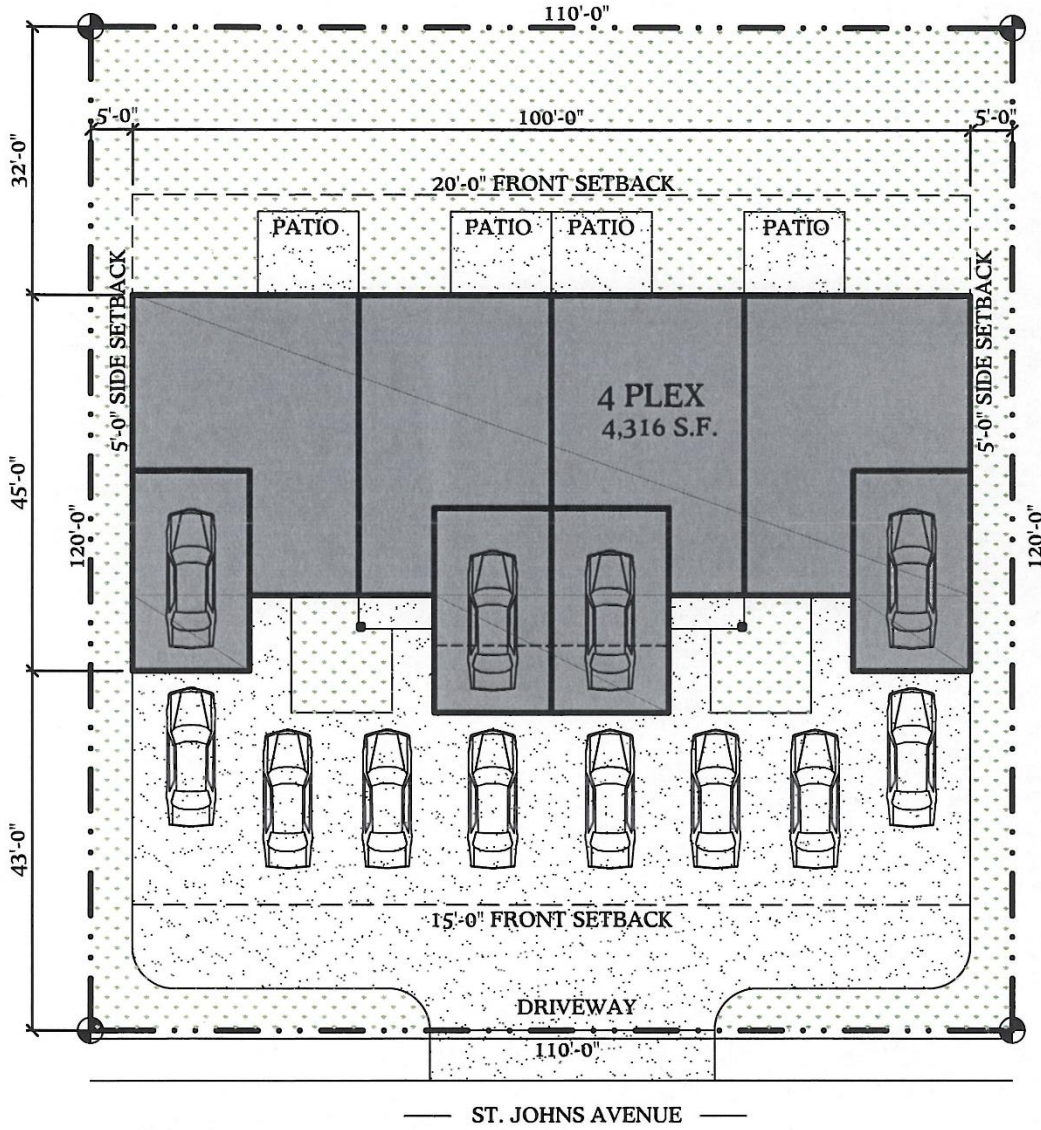 110'-0"
5'-0"
100'-0"
5'-0"
32'-0"
20'-0" FRONT SETBACK
PATIO
PATIO
PATIO
PATIO
5'-0" SIDE SETBACK
5'-0" SIDE SETBACK
4 PLEX
4,316 S.F.
45'-0"
120'-0"
120'-0"
43'-0"
15'-0" FRONT SETBACK
DRIVEWAY
110'-0"
ST. JOHNS AVENUE